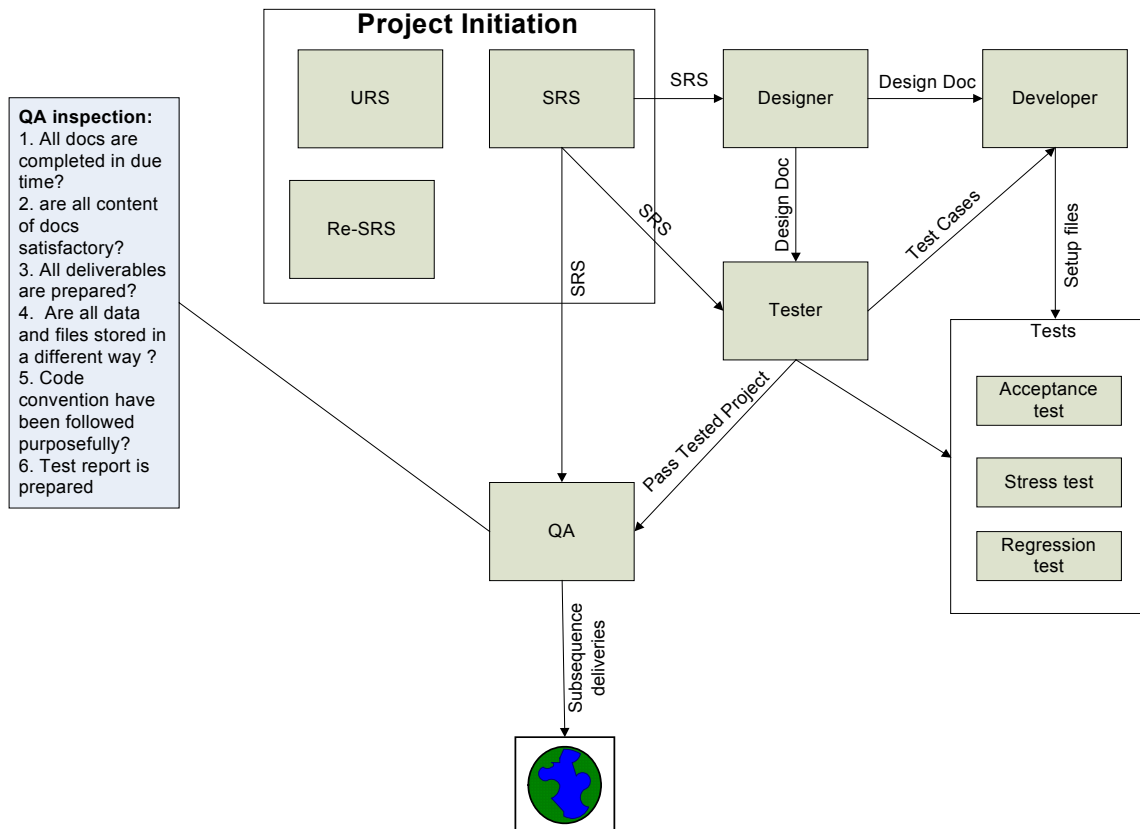 Project Initiation
URS
SRS
Re-SRS
SRS
Designer
Design Doc
Developer
QA inspection:
1. All docs are
completed in due
time?
2. are all content
of docs
satisfactory?
3. All deliverables
are prepared?
4.  Are all data
and files stored in
a different way ?
5. Code
convention have
been followed
purposefully?
6. Test report is
prepared
SRS
SRS
Design Doc
Test Cases
Setup files
Tester
Tests
Acceptance
test
Stress test
Regression
test
Pass Tested Project
QA
Subsequence
deliveries